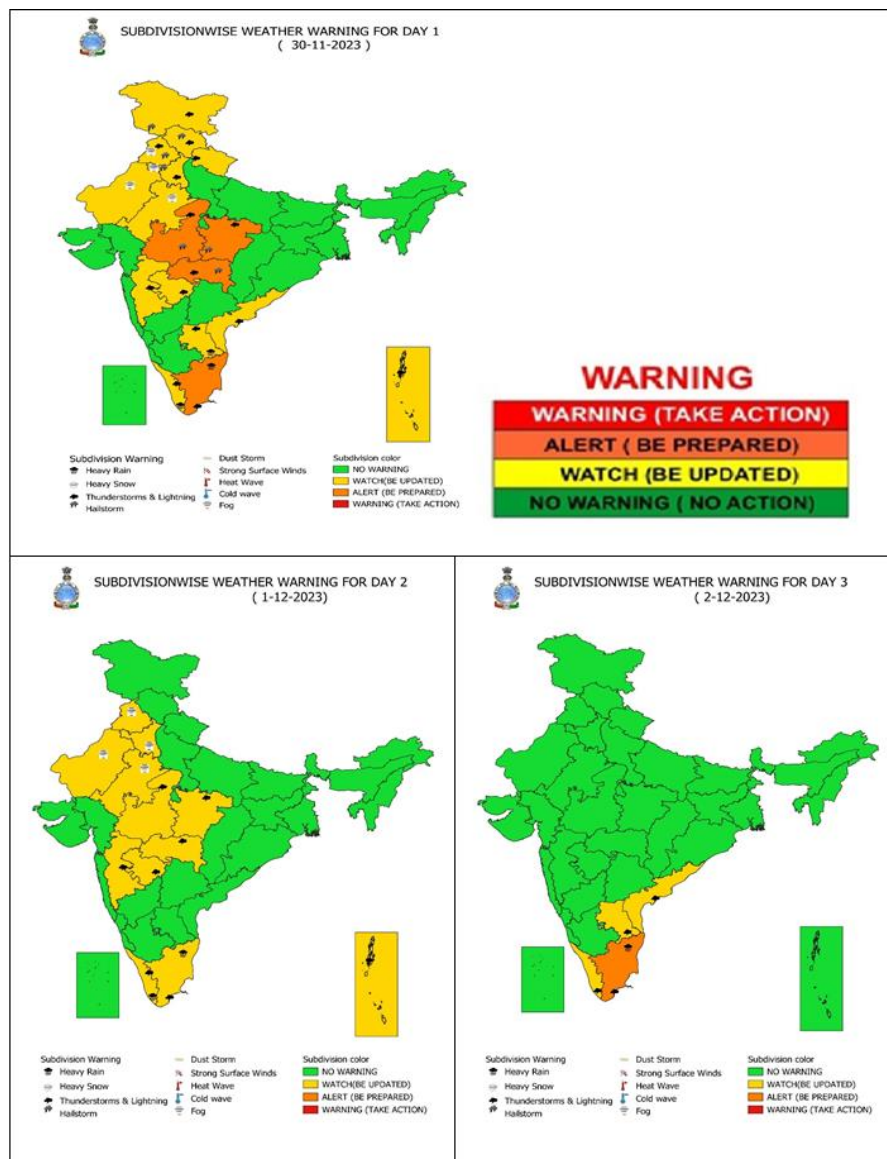 SUBDIVISIONWISE WEATHER WARNING FOR DAY 1
( 30-11-2023 )
Subdivision Warning
Heavy Rain
Heavy Snow
Thunderstorms & Lightning
Hailstorm
Dust Storm
Strong Surface Winds
Heat Wave
Cold wave
Fog
Subdivision color
NO WARNING
WATCH(BE UPDATED)
ALERT (BE PREPARED)
WARNING (TAKE ACTION)
WARNING
WARNING (TAKE ACTION)
ALERT ( BE PREPARED)
WATCH (BE UPDATED)
NO WARNING ( NO ACTION)
SUBDIVISIONWISE WEATHER WARNING FOR DAY 2
( 1-12-2023)
Subdivision Warning
Heavy Rain
Heavy Snow
Thunderstorms & Lightning
Hailstorm
Dust Storm
Strong Surface Winds
Heat Wave
Cold wave
Fog
Subdivision color
NO WARNING
WATCH(BE UPDATED)
ALERT (BE PREPARED)
WARNING (TAKE ACTION)
SUBDIVISIONWISE WEATHER WARNING FOR DAY 3
( 2-12-2023)
Subdivision Warning
Heavy Rain
Heavy Snow
Thunderstorms & Lightning
Hailstorm
Dust Storm
Strong Surface Winds
Heat Wave
Cold wave
Fog
Subdivision color
NO WARNING
WATCH(BE UPDATED)
ALERT (BE PREPARED)
WARNING (TAKE ACTION)